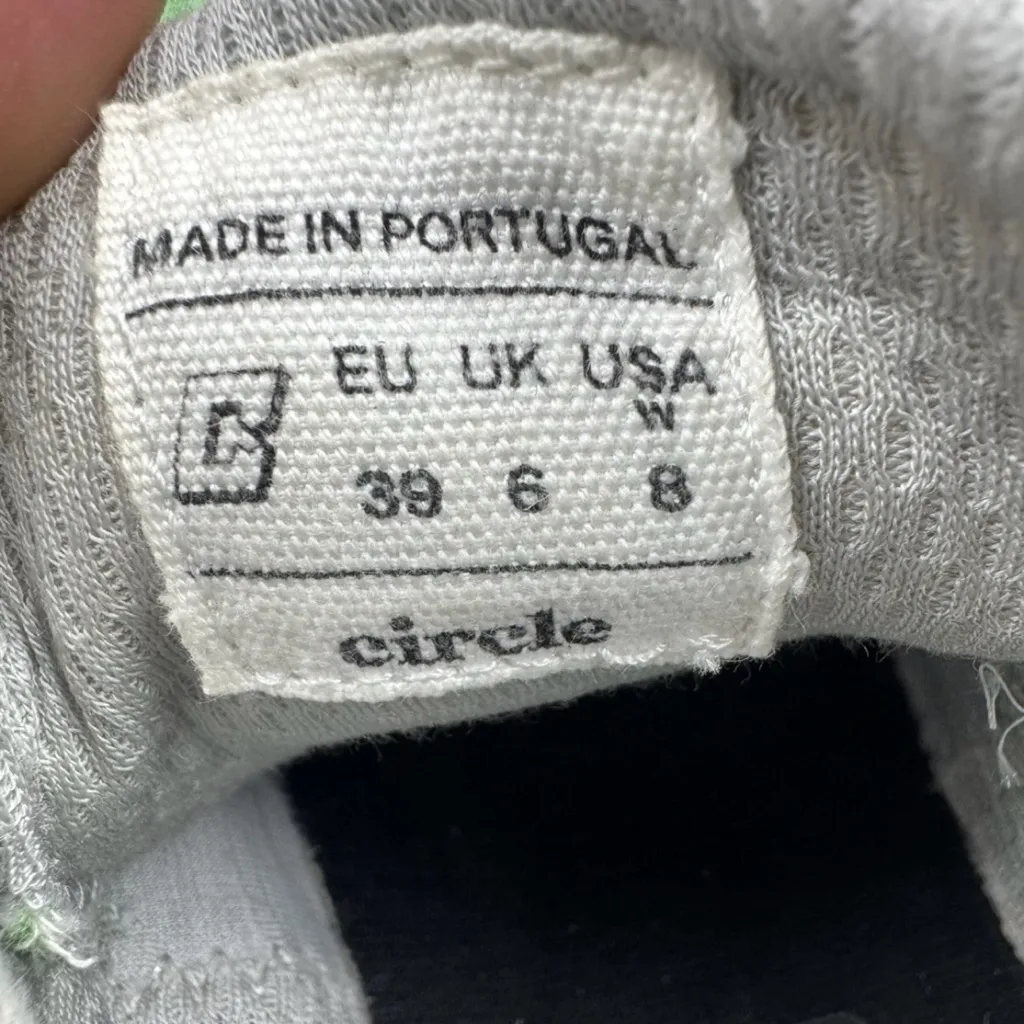 MADE IN PORTUGAL
EU UK USA
W
39 6 8
circle